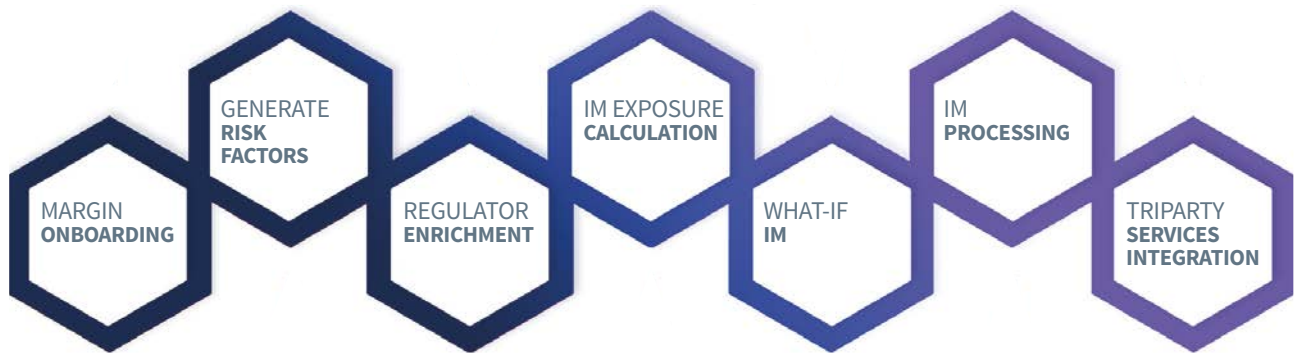 MARGIN
ONBOARDING
GENERATE
RISK
FACTORS
REGULATOR
ENRICHMENT
IM EXPOSURE
CALCULATION
WHAT-IF
IM
IM
PROCESSING
TRIPARTY
SERVICES
INTEGRATION